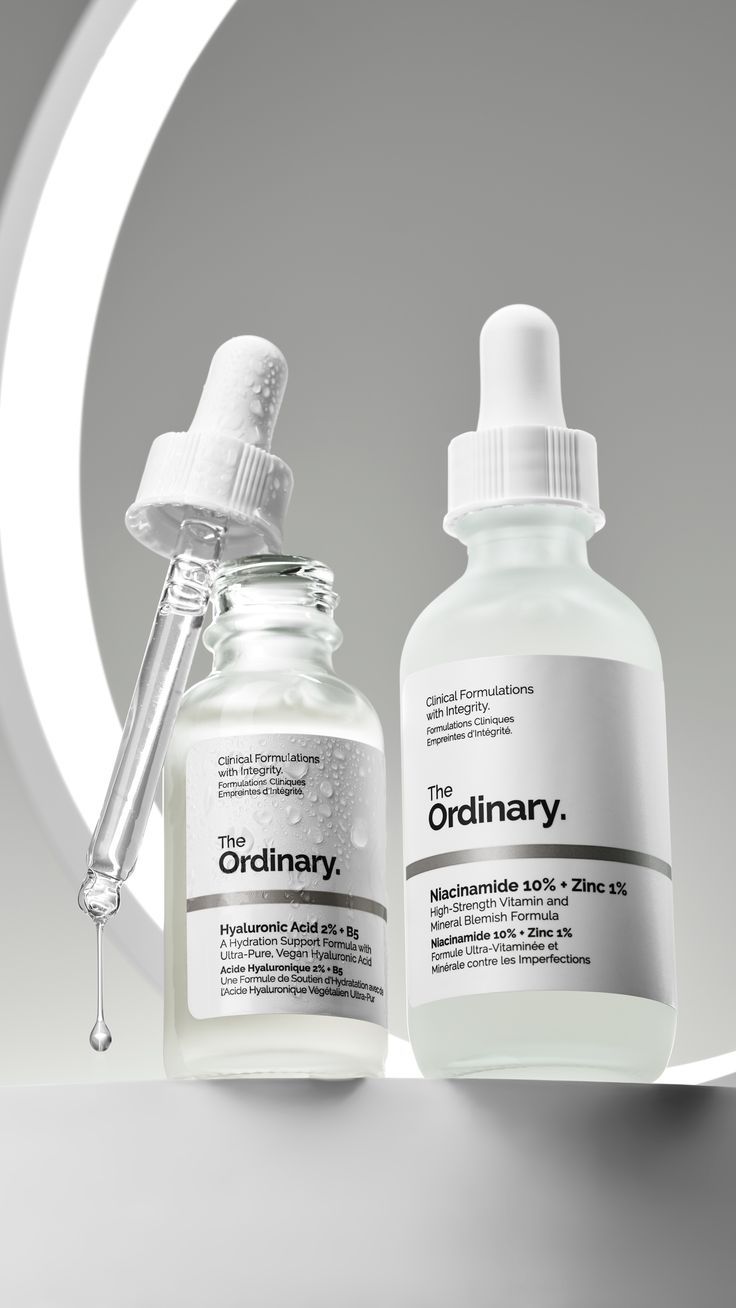 Clinical Formulations
with Integrity.
Formulations Cliniques
Empreintes d'Intégrité.
The
Ordinary.
Hyaluronic Acid 2% + B5
A Hydration Support Formula with
Ultra-Pure, Vegan Hyaluronic Acid
Acide Hyaluronique 2% + B5
Une Formule de Soutien d'Hydratation avec de
l'Acide Hyaluronique Végétalien Ultra-Pur
Clinical Formulations
with Integrity.
Formulations Cliniques
Empreintes d'Intégrité.
The
Ordinary.
Niacinamide 10% + Zinc 1%
High-Strength Vitamin and
Mineral Blemish Formula
Niacinamide 10% + Zinc 1%
Formule Ultra-Vitaminée et
Minérale contre les Imperfections